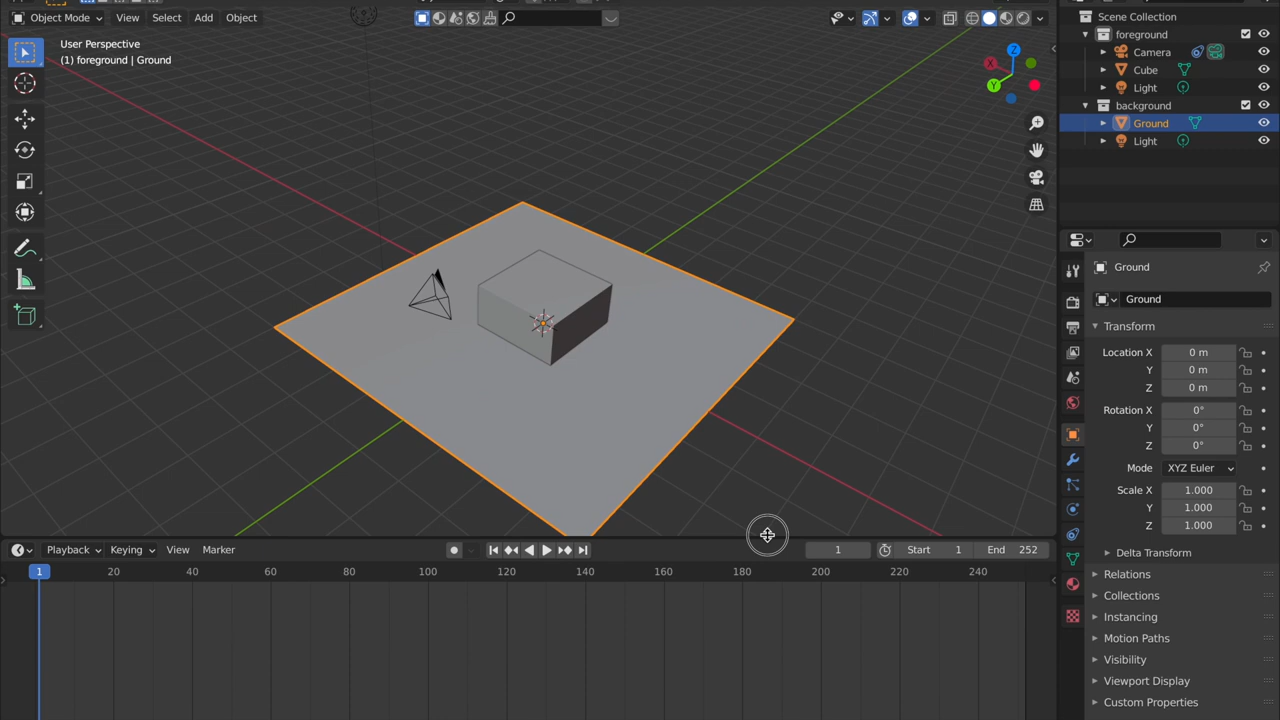 Object Mode View Select Add Object
User Perspective
(1) foreground | Ground
X
Y
Z
Scene Collection
foreground
Camera
Cube
Light
background
Ground
Light
Ground
Ground
Transform
Location X 0 m
Y 0 m
Z 0 m
Rotation X 0°
Y 0°
Z 0°
Mode XYZ Euler
Scale X 1.000
Y 1.000
Z 1.000
Delta Transform
Relations
Collections
Instancing
Motion Paths
Visibility
Viewport Display
Custom Properties
Playback Keying View Marker 1 Start 1 End 252
1 20 40 60 80 100 120 140 160 180 200 220 240